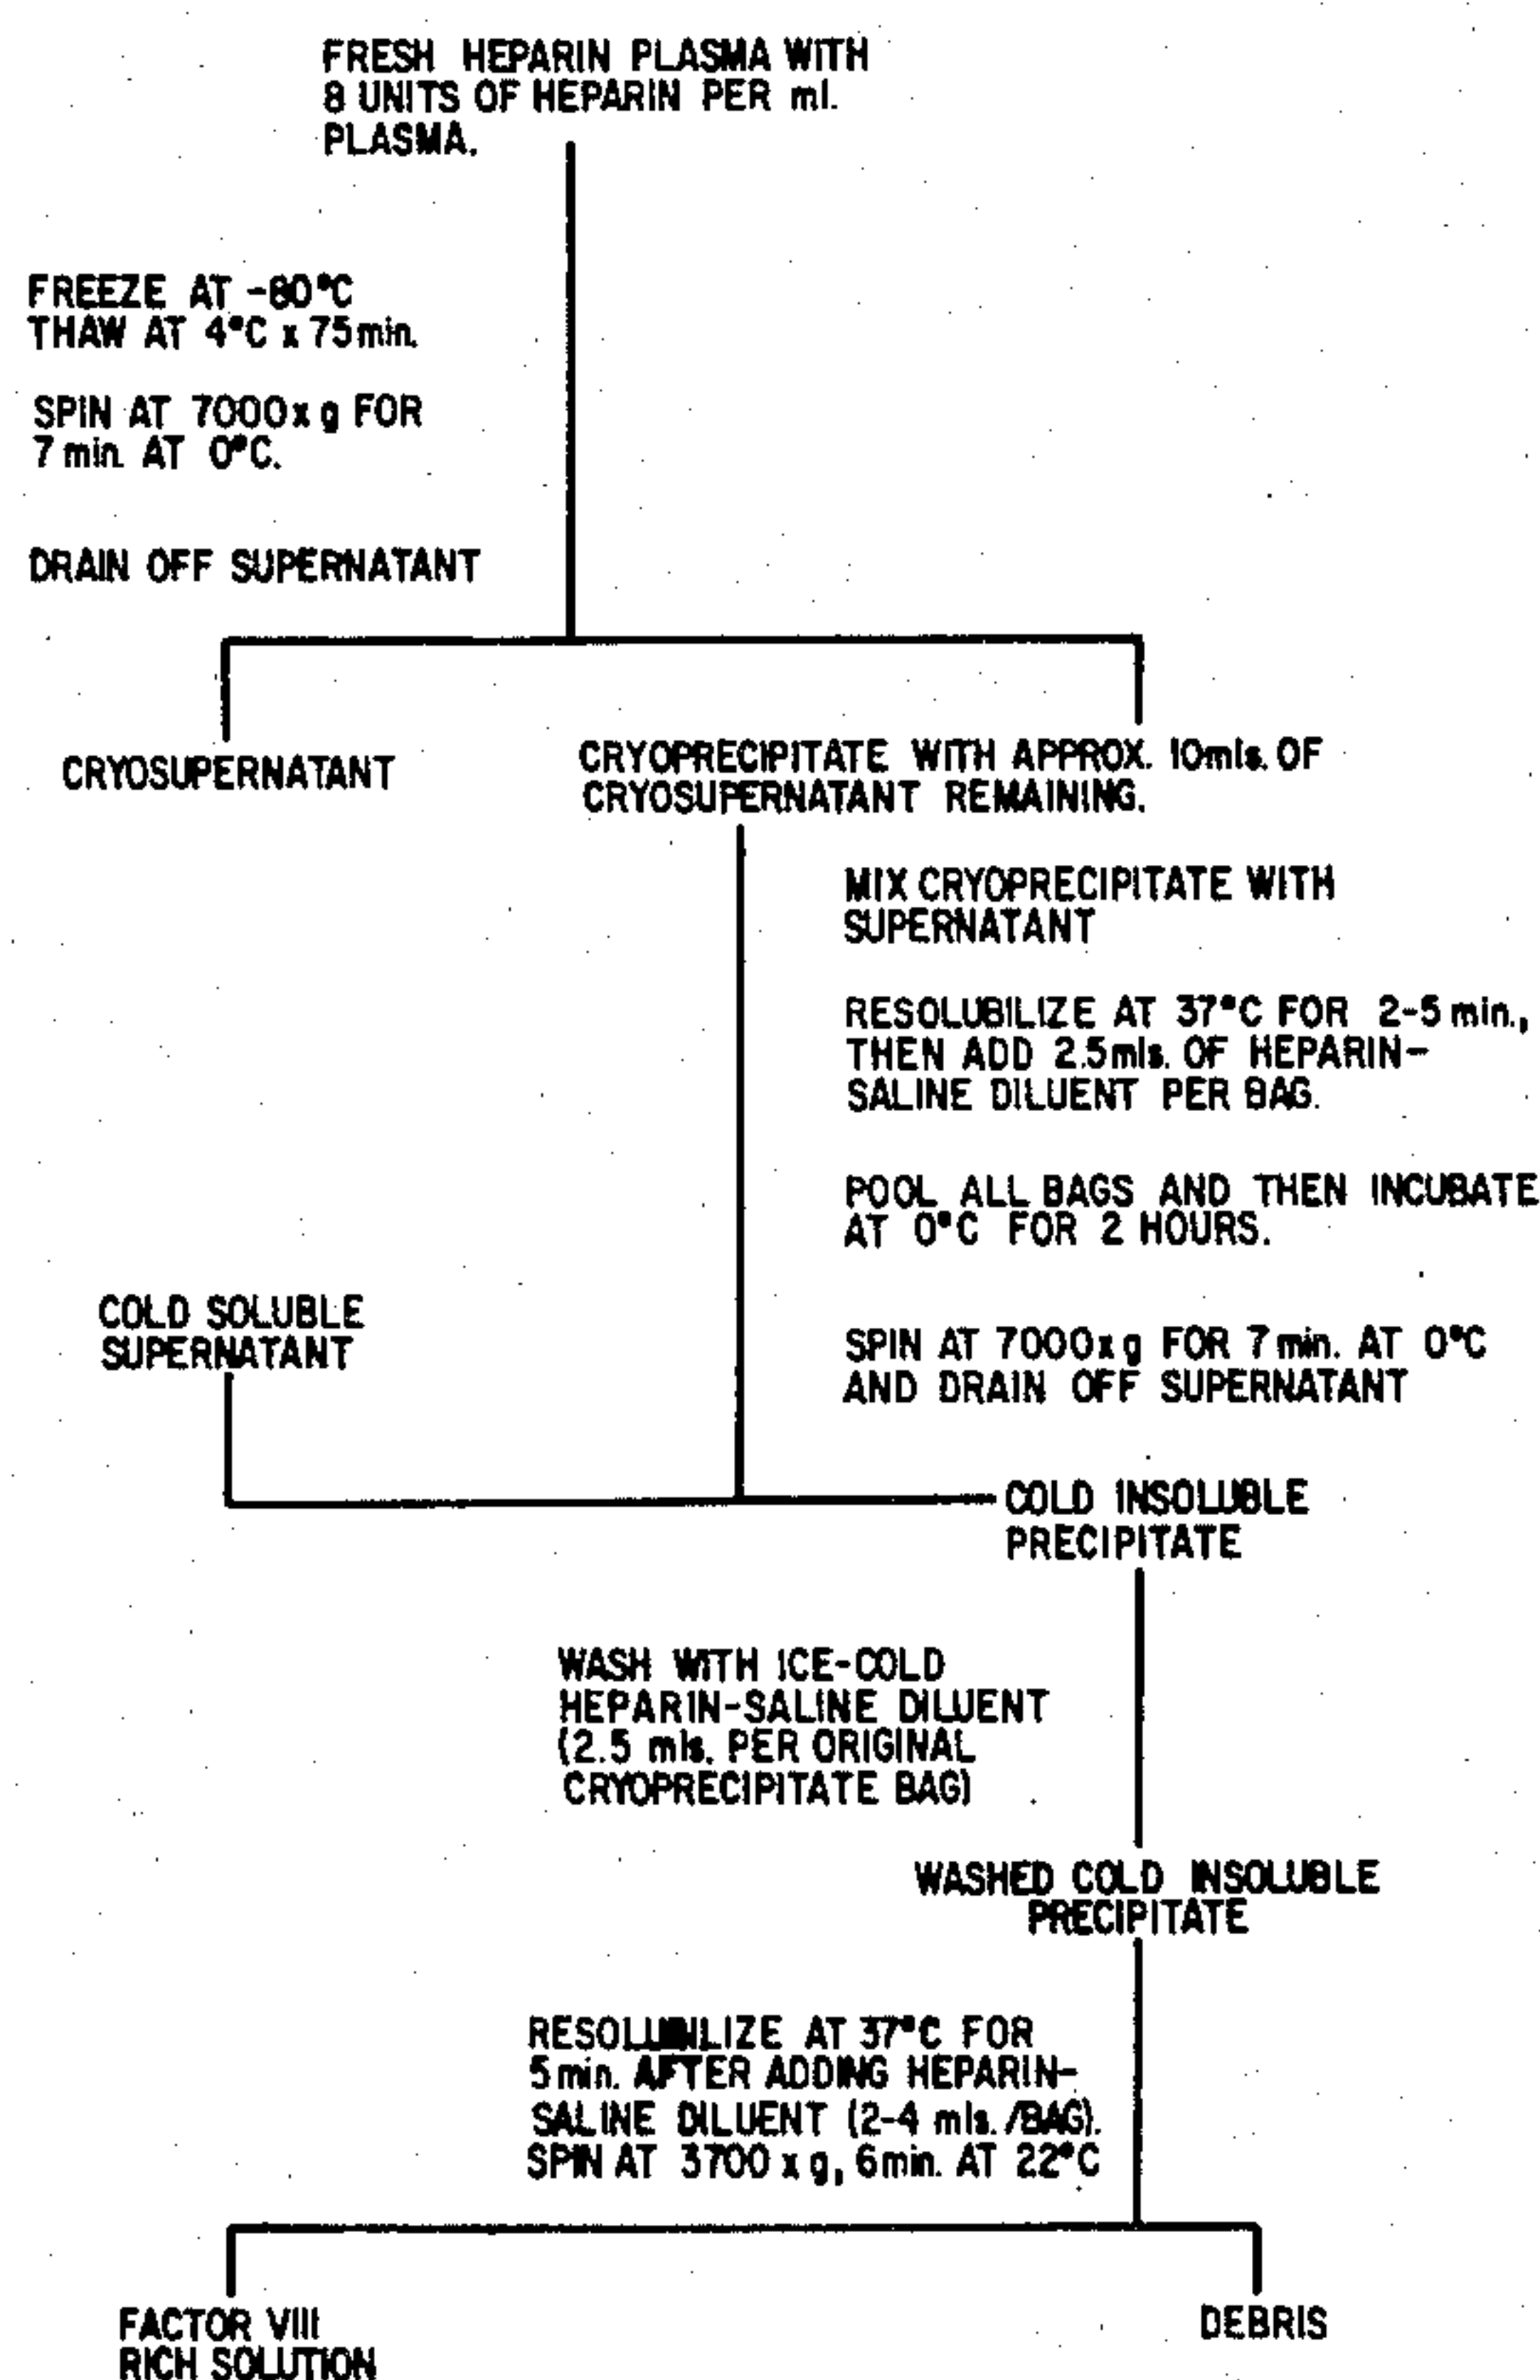 FRESH HEPARIN PLASMA WITH
8 UNITS OF HEPARIN PER ml.
PLASMA.
FREEZE AT -80°C
THAW AT 4°C x 75min.
SPIN AT 7000x g FOR
7 min. AT 0°C.
DRAIN OFF SUPERNATANT
CRYOSUPERNATANT
CRYOPRECIPITATE WITH APPROX. 10mls. OF
CRYOSUPERNATANT REMAINING.
MIX CRYOPRECIPITATE WITH
SUPERNATANT
RESOLUBILIZE AT 37°C FOR 2-5 min.,
THEN ADD 2.5mls. OF HEPARIN-
SALINE DILUENT PER BAG.
POOL ALL BAGS AND THEN INCUBATE
AT 0°C FOR 2 HOURS.
SPIN AT 7000x g FOR 7 min. AT 0°C
AND DRAIN OFF SUPERNATANT
COLD SOLUBLE
SUPERNATANT
COLD INSOLUBLE
PRECIPITATE
WASH WITH ICE-COLD
HEPARIN-SALINE DILUENT
(2.5 mls. PER ORIGINAL
CRYOPRECIPITATE BAG)
WASHED COLD INSOLUBLE
PRECIPITATE
RESOLUBILIZE AT 37°C FOR
5 min. AFTER ADDING HEPARIN-
SALINE DILUENT (2-4 mls./BAG).
SPIN AT 3700 x g, 6min. AT 22°C
FACTOR VIII
RICH SOLUTION
DEBRIS